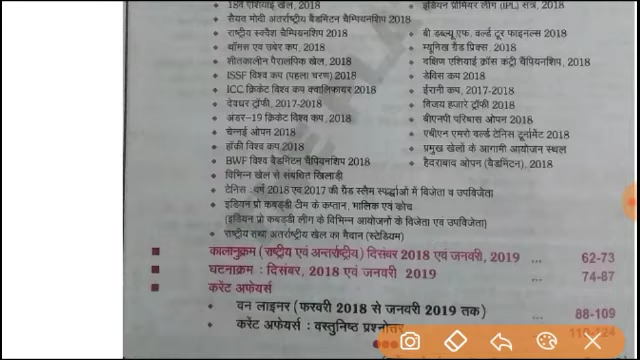 18वें एशियाई खेल, 2018
इंडियन प्रीमियर लीग (IPL) सत्र, 2018
सैयद मोदी अंतर्राष्ट्रीय बैडमिंटन चैम्पियनशिप 2018
राष्ट्रीय स्क्वैश चैम्पियनशिप 2018
बी डब्ल्यू एफ. वर्ल्ड टूर फाइनल्स 2018
थॉमस एवं उबेर कप, 2018
म्यूनिख ग्रैंड प्रिक्स, 2018
शीतकालीन पैरालंपिक खेल, 2018
दक्षिण एशियाई क्रॉस कंट्री चैंपियनशिप, 2018
ISSF विश्व कप (पहला चरण) 2018
डेविस कप 2018
ICC क्रिकेट विश्व कप क्वालिफायर 2018
ईरानी कप, 2017-2018
देवधर ट्रॉफी, 2017-2018
विजय हजारे ट्रॉफी 2018
अंडर-19 क्रिकेट विश्व कप, 2018
बीएनपी परिबास ओपन 2018
चेन्नई ओपन 2018
एबीएन एमरो वर्ल्ड टेनिस टूर्नामेंट 2018
हॉकी विश्व कप 2018
प्रमुख खेलों के आगामी आयोजन स्थल
BWF विश्व बैडमिंटन चैंपियनशिप 2018
हैदराबाद ओपन (बैडमिंटन), 2018
विभिन्न खेल से संबंधित खिलाड़ी
टेनिस : वर्ष 2018 एवं 2017 की ग्रैंड स्लैम स्पर्द्धाओं में विजेता व उपविजेता
इंडियन प्रो कबड्डी टीम के कप्तान, मालिक एवं कोच
(इंडियन प्रो कबड्डी लीग के विभिन्न आयोजनों के विजेता एवं उपविजेता)
राष्ट्रीय तथा अंतर्राष्ट्रीय खेल का मैदान (स्टेडियम)
कालानुक्रम (राष्ट्रीय एवं अन्तर्राष्ट्रीय) दिसंबर 2018 एवं जनवरी, 2019 ... 62-73
घटनाक्रम : दिसंबर, 2018 एवं जनवरी 2019 ... 74-87
करेंट अफेयर्स
वन लाइनर (फरवरी 2018 से जनवरी 2019 तक) ... 88-109
करेंट अफेयर्स : वस्तुनिष्ठ प्रश्नोत्तर